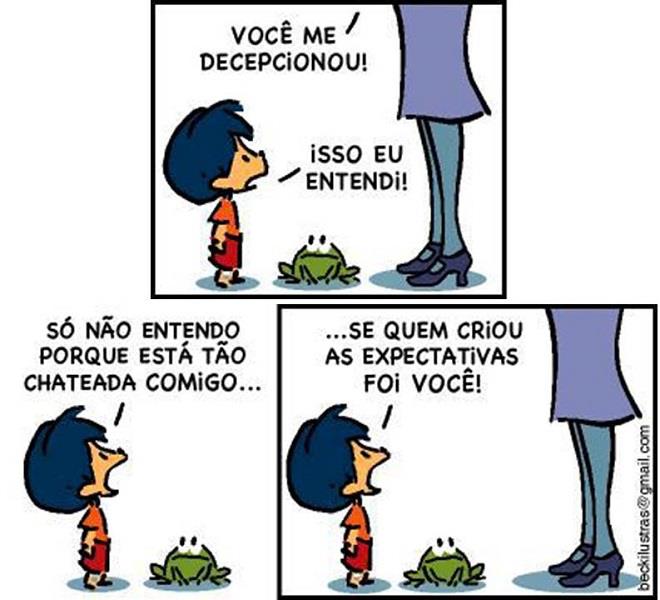 VOCÊ ME
DECEPCIONOU!
ISSO EU
ENTENDI!
SÓ NÃO ENTENDO
PORQUE ESTÁ TÃO
CHATEADA COMIGO...
...SE QUEM CRIOU
AS EXPECTATIVAS
FOI VOCÊ!
beckilustras@gmail.com